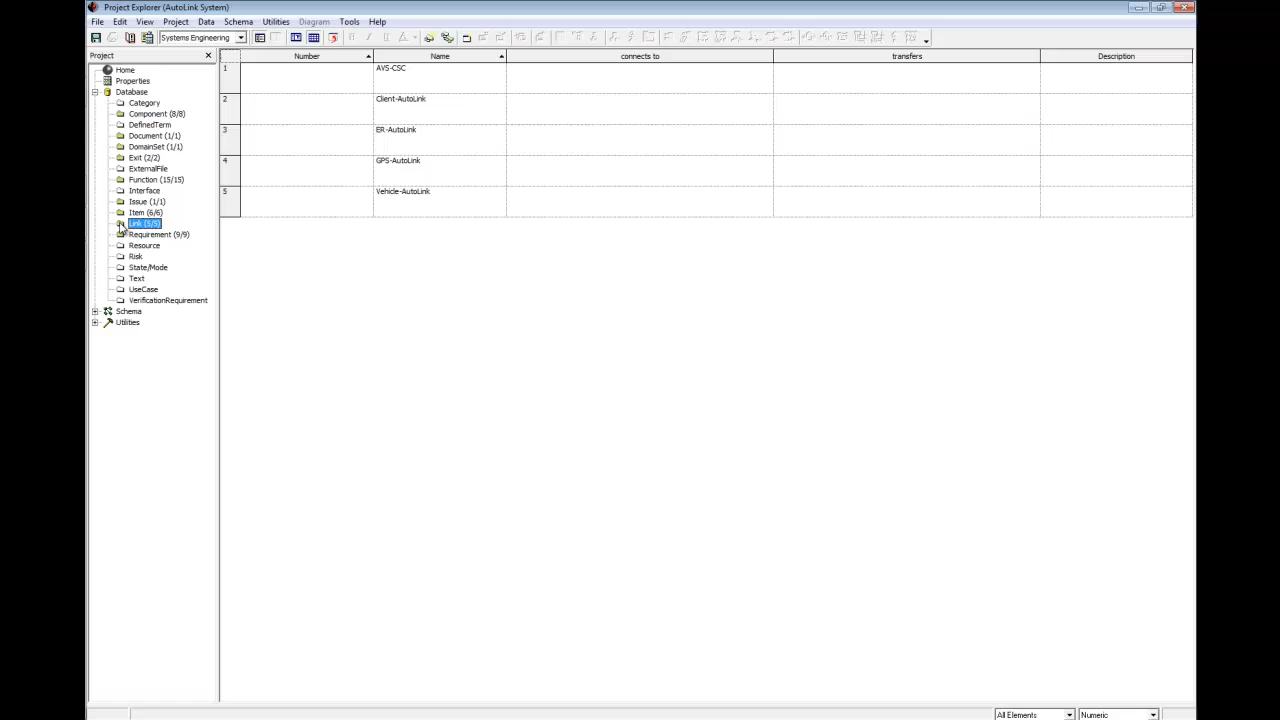 Project Explorer (AutoLink System)
File Edit View Project Data Schema Utilities Diagram Tools Help
Systems Engineering
Project
Home
Properties
Database
Category
Component (8/8)
DefinedTerm
Document (1/1)
DomainSet (1/1)
Exit (2/2)
ExternalFile
Function (15/15)
Interface
Issue (1/1)
Item (6/6)
Link (5/5)
Requirement (9/9)
Resource
Risk
State/Mode
Text
UseCase
VerificationRequirement
Schema
Utilities
Number Name connects to transfers Description
1 AVS-CSC
2 Client-AutoLink
3 ER-AutoLink
4 GPS-AutoLink
5 Vehicle-AutoLink
All Elements Numeric